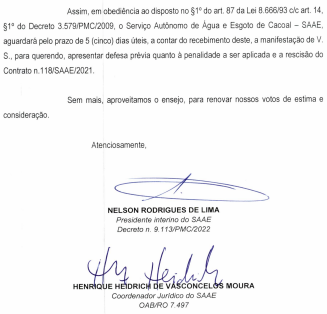 Assim, em obediência ao disposto no §1º do art. 87 da Lei 8.666/93 c/c art. 14,
§1º do Decreto 3.579/PMC/2009, o Serviço Autônomo de Água e Esgoto de Cacoal – SAAE,
aguardará pelo prazo de 5 (cinco) dias úteis, a contar do recebimento deste, a manifestação de V.
S., para querendo, apresentar defesa prévia quanto à penalidade a ser aplicada e a rescisão do
Contrato n.118/SAAE/2021.
Sem mais, aproveitamos o ensejo, para renovar nossos votos de estima e
consideração.
Atenciosamente,
NELSON RODRIGUES DE LIMA
Presidente interino do SAAE
Decreto n. 9.113/PMC/2022
HENRIQUE HEIDRICH DE VASCONCELOS MOURA
Coordenador Jurídico do SAAE
OAB/RO 7.497